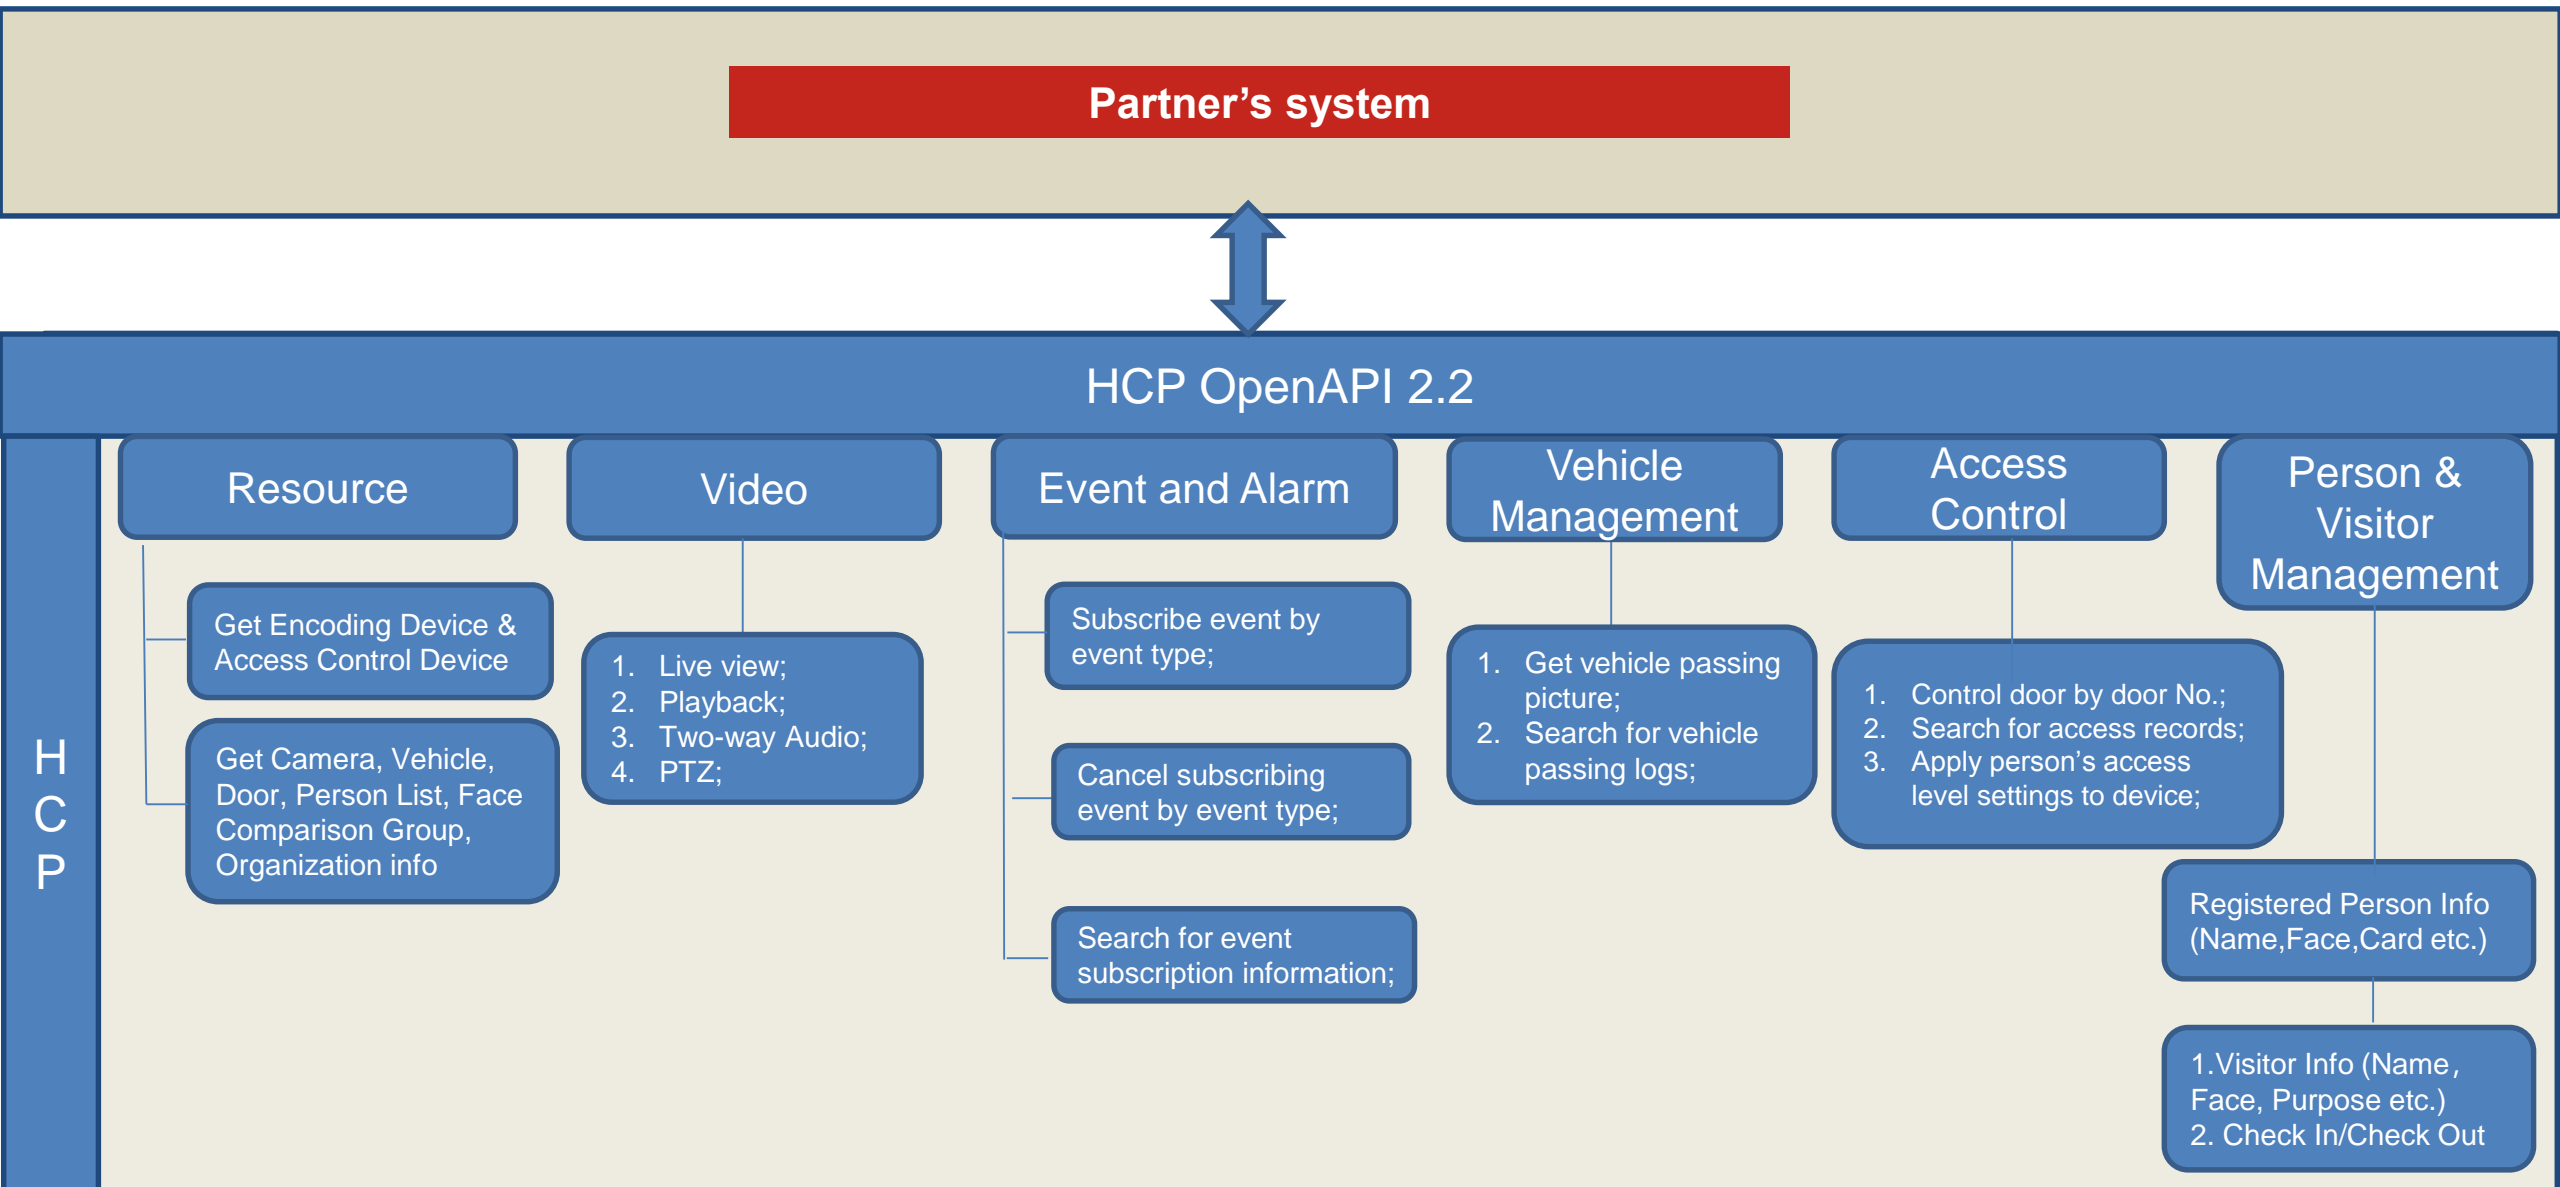 Partner’s system
HCP OpenAPI 2.2
H
C
P
Resource
Get Encoding Device &
Access Control Device
Get Camera, Vehicle,
Door, Person List, Face
Comparison Group,
Organization info
Video
1. Live view;
2. Playback;
3. Two-way Audio;
4. PTZ;
Event and Alarm
Subscribe event by
event type;
Cancel subscribing
event by event type;
Search for event
subscription information;
Vehicle
Management
1. Get vehicle passing
picture;
2. Search for vehicle
passing logs;
Access
Control
1. Control door by door No.;
2. Search for access records;
3. Apply person’s access
level settings to device;
Person &
Visitor
Management
Registered Person Info
(Name,Face,Card etc.)
1.Visitor Info (Name,
Face, Purpose etc.)
2. Check In/Check Out